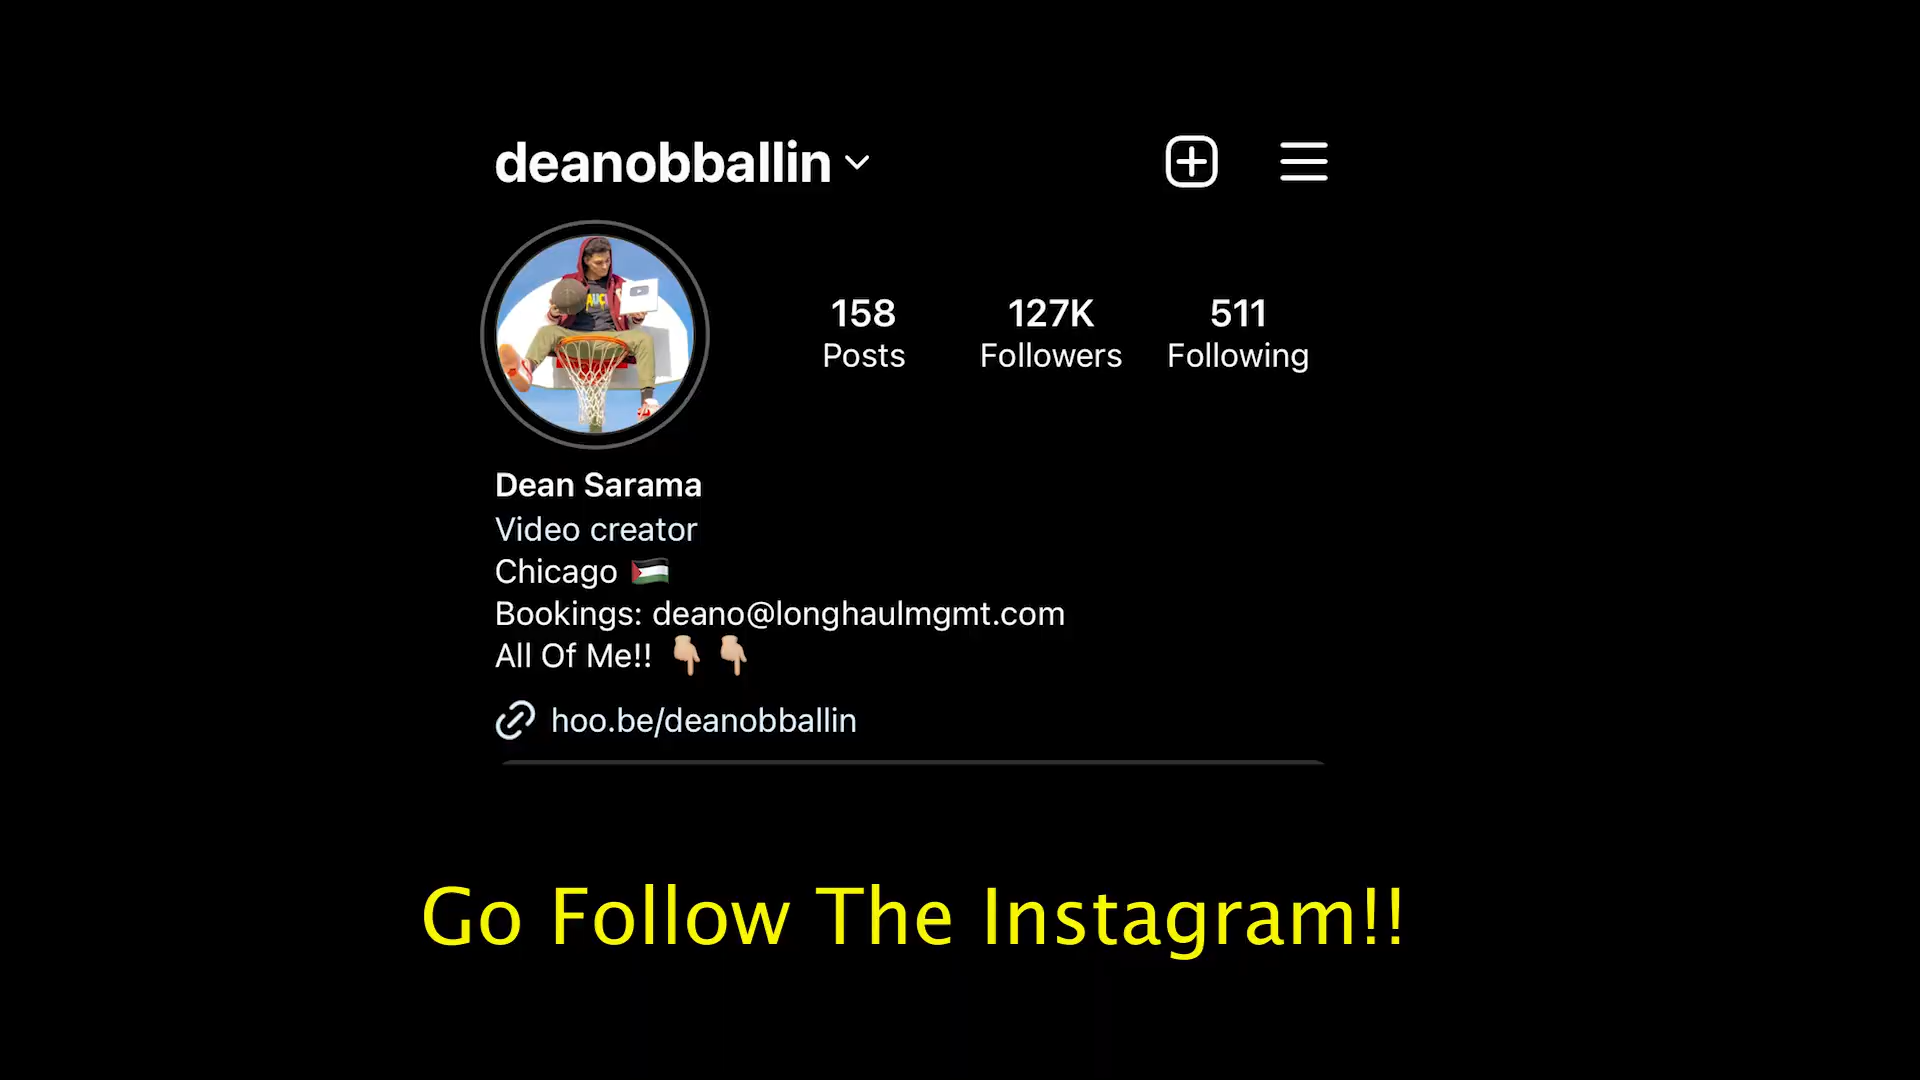 deanobballin
158 127K 511
Posts Followers Following
Dean Sarama
Video creator
Chicago 🇵🇸
Bookings: deano@longhaulmgmt.com
All Of Me!! 👇🏼 👇🏼
hoo.be/deanobballin
Go Follow The Instagram!!